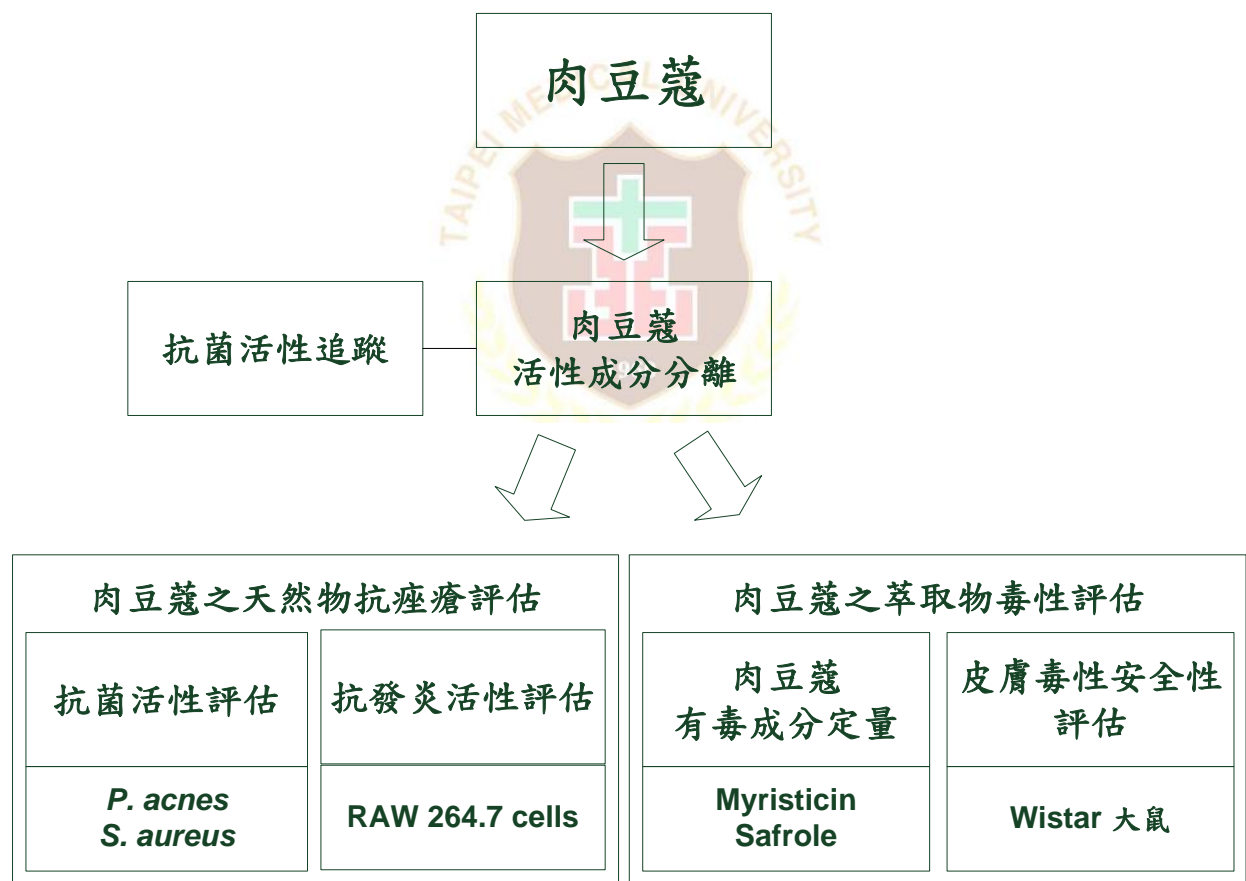 肉豆蔻
TAIPEI MEDICAL UNIVERSITY
抗菌活性追蹤
肉豆蔻
活性成分分離
肉豆蔻之天然物抗痤瘡評估
抗菌活性評估
P. acnes
S. aureus
抗發炎活性評估
RAW 264.7 cells
肉豆蔻之萃取物毒性評估
肉豆蔻
有毒成分定量
Myristicin
Safrole
皮膚毒性安全性
評估
Wistar 大鼠